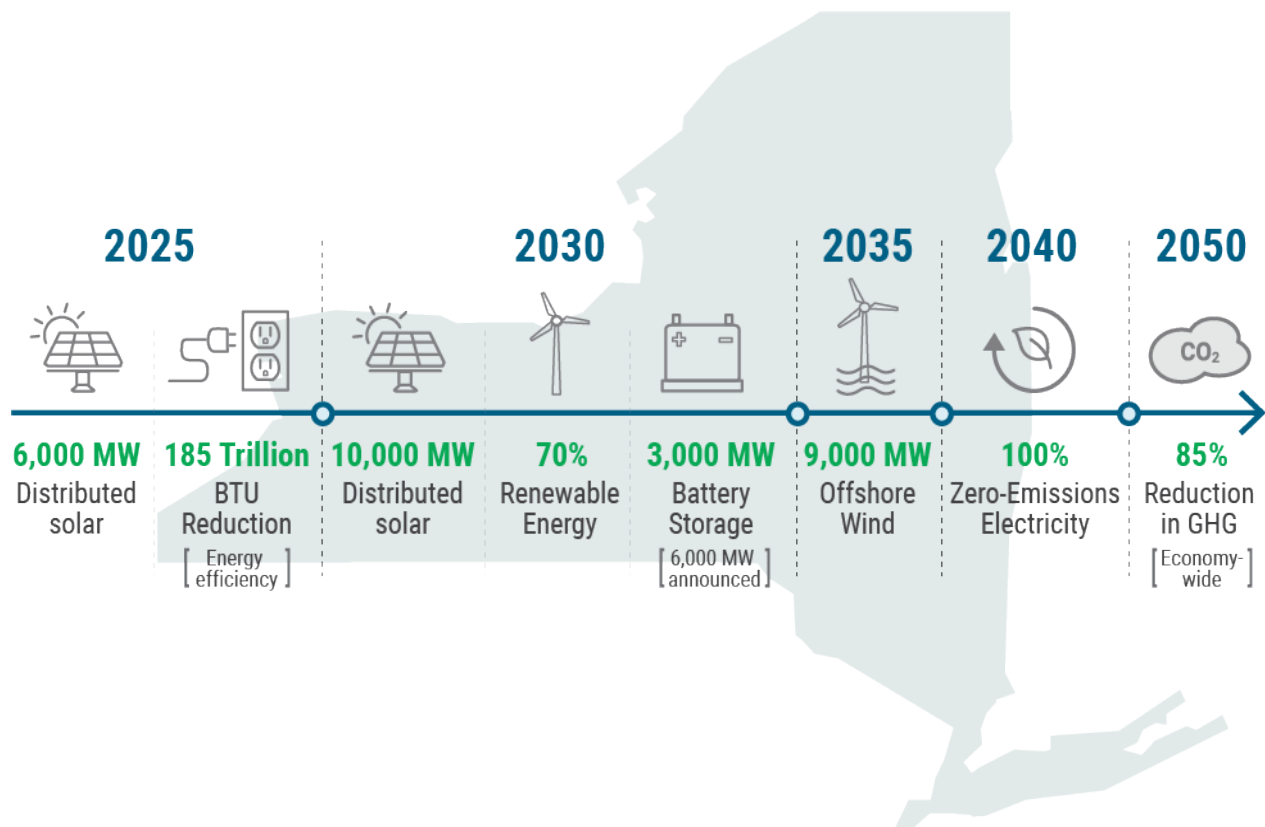 2025
6,000 MW
Distributed
solar
185 Trillion
BTU
Reduction
[Energy
efficiency]
2030
10,000 MW
Distributed
solar
70%
Renewable
Energy
3,000 MW
Battery
Storage
[6,000 MW
announced]
2035
9,000 MW
Offshore
Wind
2040
100%
Zero-Emissions
Electricity
2050
CO₂
85%
Reduction
in GHG
[Economy-
wide]